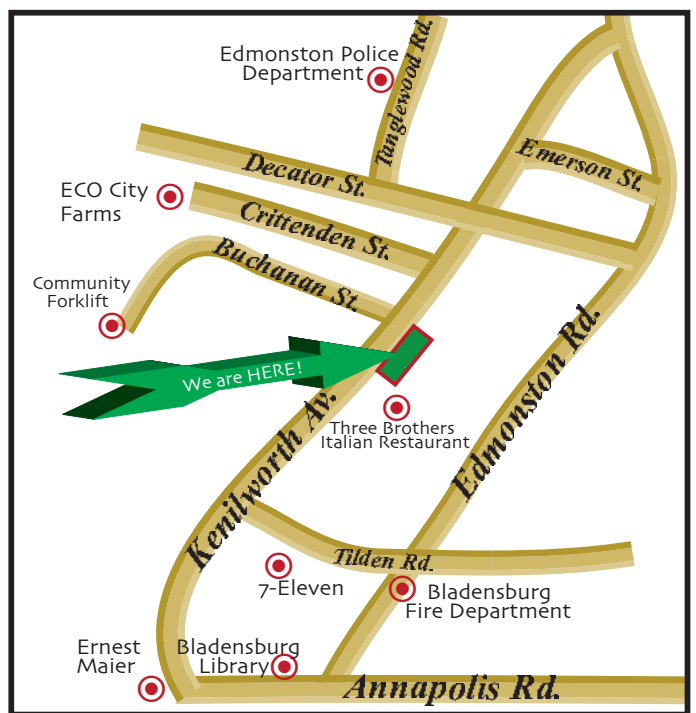 Edmonston Police
Department
Tanglewood Rd.
Emerson St.
Decator St.
ECO City
Farms
Crittenden St.
Buchanan St.
Community
Forklift
We are HERE!
Edmonston Rd.
Kenilworth Av.
Three Brothers
Italian Restaurant
Tilden Rd.
7-Eleven
Bladensburg
Fire Department
Ernest
Maier
Bladensburg
Library
Annapolis Rd.